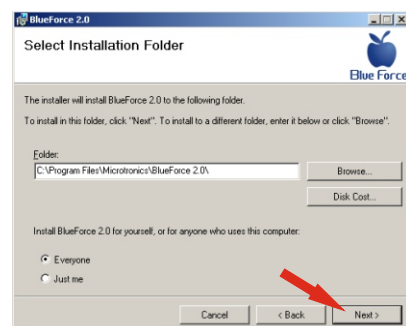 BlueForce 2.0
Select Installation Folder
Blue Force
The installer will install BlueForce 2.0 to the following folder.
To install in this folder, click "Next". To install to a different folder, enter it below or click "Browse".
Folder:
C:\Program Files\Microtronics\BlueForce 2.0\
Browse...
Disk Cost...
Install BlueForce 2.0 for yourself, or for anyone who uses this computer:
Everyone
Just me
Cancel
< Back
Next >